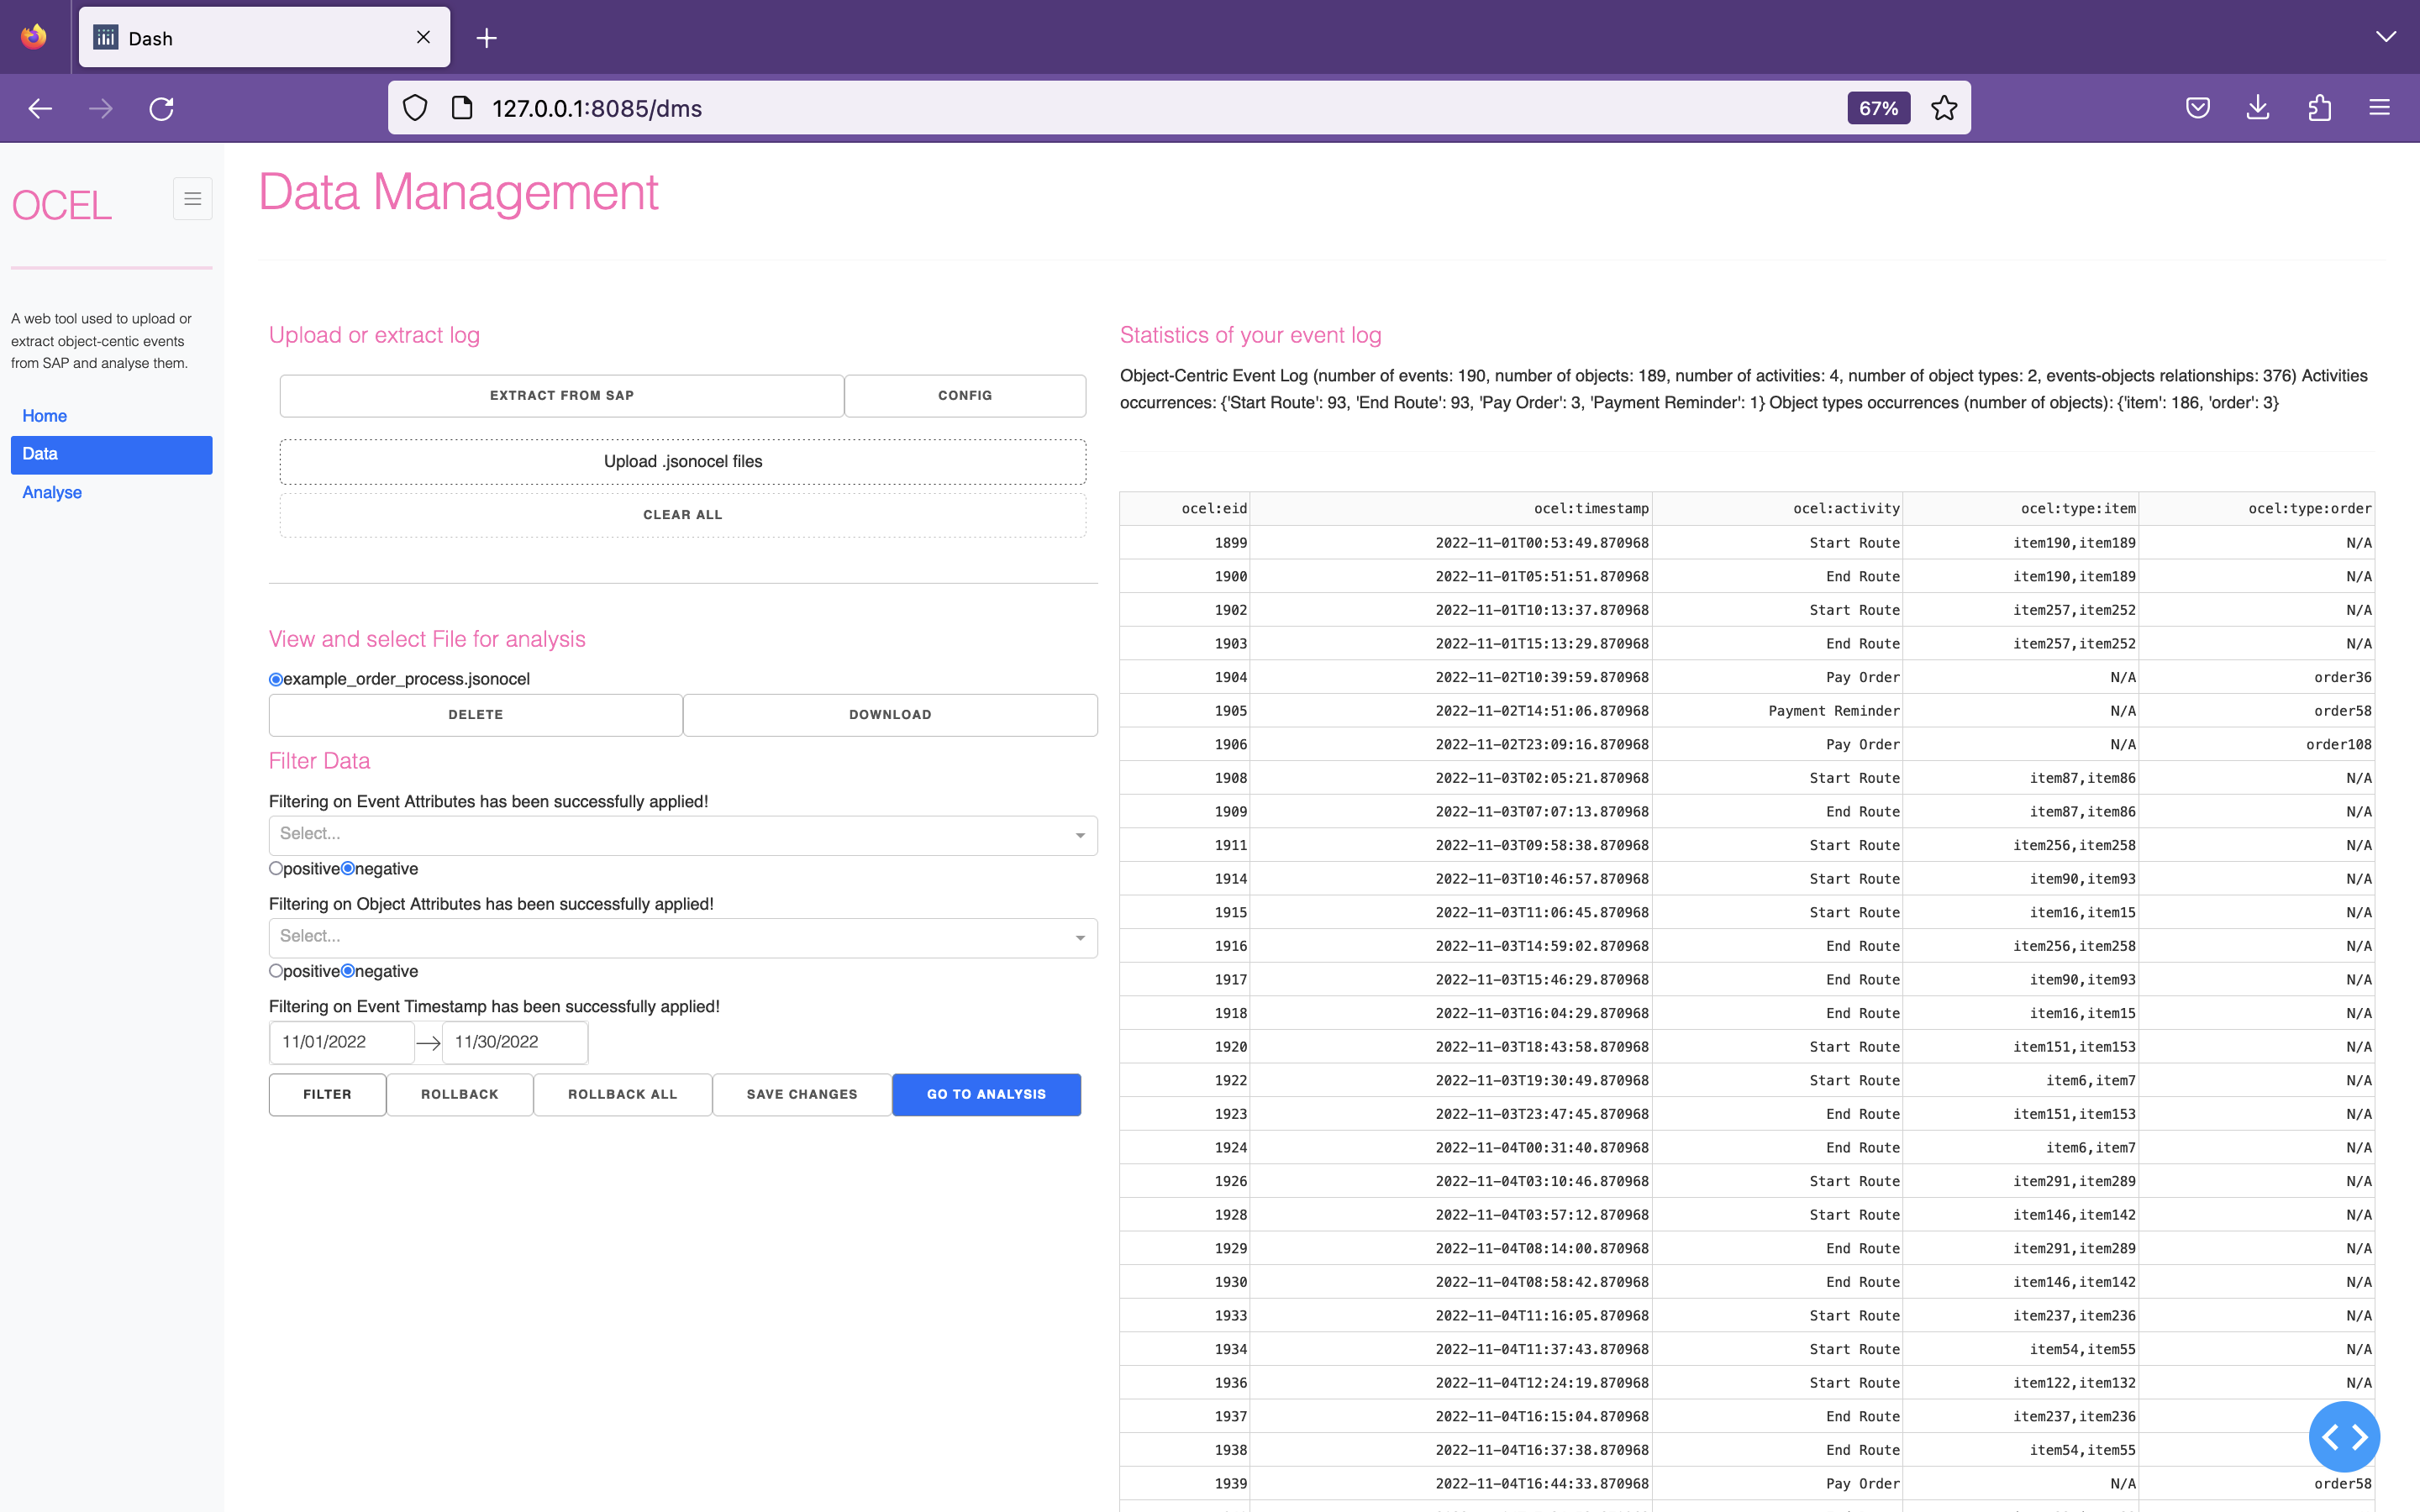 Dash
127.0.0.1:8085/dms
67%
OCEL
A web tool used to upload or
extract object-centic events
from SAP and analyse them.
Home
Data
Analyse
Data Management
Upload or extract log
EXTRACT FROM SAP CONFIG
Upload .jsonocel files
CLEAR ALL
View and select File for analysis
example_order_process.jsonocel
DELETE DOWNLOAD
Filter Data
Filtering on Event Attributes has been successfully applied!
Select...
positive negative
Filtering on Object Attributes has been successfully applied!
Select...
positive negative
Filtering on Event Timestamp has been successfully applied!
11/01/2022 → 11/30/2022
FILTER ROLLBACK ROLLBACK ALL SAVE CHANGES GO TO ANALYSIS
Statistics of your event log
Object-Centric Event Log (number of events: 190, number of objects: 189, number of activities: 4, number of object types: 2, events-objects relationships: 376) Activities
occurrences: {'Start Route': 93, 'End Route': 93, 'Pay Order': 3, 'Payment Reminder': 1} Object types occurrences (number of objects): {'item': 186, 'order': 3}
ocel:eid ocel:timestamp ocel:activity ocel:type:item ocel:type:order
1899 2022-11-01T00:53:49.870968 Start Route item190,item189 N/A
1900 2022-11-01T05:51:51.870968 End Route item190,item189 N/A
1902 2022-11-01T10:13:37.870968 Start Route item257,item252 N/A
1903 2022-11-01T15:13:29.870968 End Route item257,item252 N/A
1904 2022-11-02T10:39:59.870968 Pay Order N/A order36
1905 2022-11-02T14:51:06.870968 Payment Reminder N/A order58
1906 2022-11-02T23:09:16.870968 Pay Order N/A order108
1908 2022-11-03T02:05:21.870968 Start Route item87,item86 N/A
1909 2022-11-03T07:07:13.870968 End Route item87,item86 N/A
1911 2022-11-03T09:58:38.870968 Start Route item256,item258 N/A
1914 2022-11-03T10:46:57.870968 Start Route item90,item93 N/A
1915 2022-11-03T11:06:45.870968 Start Route item16,item15 N/A
1916 2022-11-03T14:59:02.870968 End Route item256,item258 N/A
1917 2022-11-03T15:46:29.870968 End Route item90,item93 N/A
1918 2022-11-03T16:04:29.870968 End Route item16,item15 N/A
1920 2022-11-03T18:43:58.870968 Start Route item151,item153 N/A
1922 2022-11-03T19:30:49.870968 Start Route item6,item7 N/A
1923 2022-11-03T23:47:45.870968 End Route item151,item153 N/A
1924 2022-11-04T00:31:40.870968 End Route item6,item7 N/A
1926 2022-11-04T03:10:46.870968 Start Route item291,item289 N/A
1928 2022-11-04T03:57:12.870968 Start Route item146,item142 N/A
1929 2022-11-04T08:14:00.870968 End Route item291,item289 N/A
1930 2022-11-04T08:58:42.870968 End Route item146,item142 N/A
1933 2022-11-04T11:16:05.870968 Start Route item237,item236 N/A
1934 2022-11-04T11:37:43.870968 Start Route item54,item55 N/A
1936 2022-11-04T12:24:19.870968 Start Route item122,item132 N/A
1937 2022-11-04T16:15:04.870968 End Route item237,item236
1938 2022-11-04T16:37:38.870968 End Route item54,item55
1939 2022-11-04T16:44:33.870968 Pay Order N/A order58